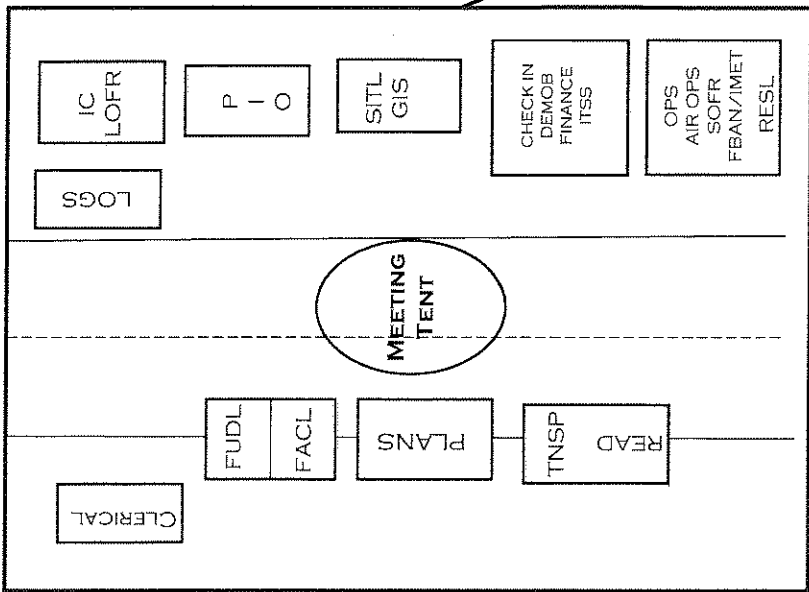 IC
LOFR
P
I
O
SITL
GIS
CHECK IN
DEMOB
FINANCE
ITSS
OPS
AIR OPS
SOFR
FBAN/IMET
RESL
LOGS
MEETING
TENT
FUDL
FACL
PLANS
TNSP
READ
CLERICAL